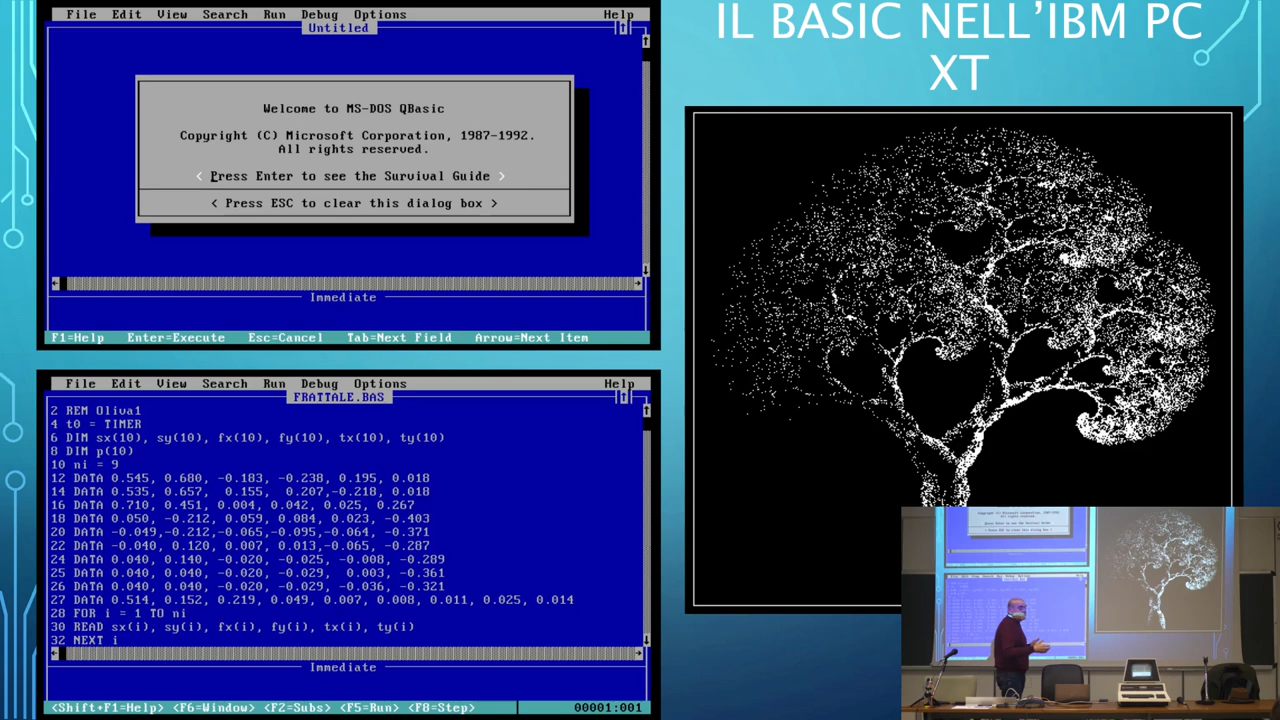 File Edit View Search Run Debug Options Help
Untitled
Welcome to MS-DOS QBasic
Copyright (C) Microsoft Corporation, 1987-1992.
All rights reserved.
< Press Enter to see the Survival Guide >
< Press ESC to clear this dialog box >
Immediate
F1=Help Enter=Execute Esc=Cancel Tab=Next Field Arrow=Next Item
File Edit View Search Run Debug Options Help
FRATTALE.BAS
2 REM Oliva1
4 t0 = TIMER
6 DIM sx(10), sy(10), fx(10), fy(10), tx(10), ty(10)
8 DIM p(10)
10 ni = 9
12 DATA 0.545, 0.680, -0.183, -0.238, 0.195, 0.018
14 DATA 0.535, 0.657, 0.155, 0.207,-0.218, 0.018
16 DATA 0.710, 0.451, 0.004, 0.042, 0.025, 0.267
18 DATA 0.050, -0.212, 0.059, 0.084, 0.023, -0.403
20 DATA -0.049,-0.212,-0.065,-0.095,-0.064, -0.371
22 DATA -0.040, 0.120, 0.007, 0.013,-0.065, -0.287
24 DATA 0.040, 0.140, -0.020, -0.025, -0.008, -0.289
25 DATA 0.040, 0.040, -0.020, -0.029, 0.003, -0.361
26 DATA 0.040, 0.040, -0.020, -0.029, -0.036, -0.321
27 DATA 0.514, 0.152, 0.219, 0.049, 0.007, 0.008, 0.011, 0.025, 0.014
28 FOR i = 1 TO ni
30 READ sx(i), sy(i), fx(i), fy(i), tx(i), ty(i)
32 NEXT i
Immediate
<Shift+F1=Help> <F6=Window> <F2=Subs> <F5=Run> <F8=Step> 00001:001
IL BASIC NELL’IBM PC
XT